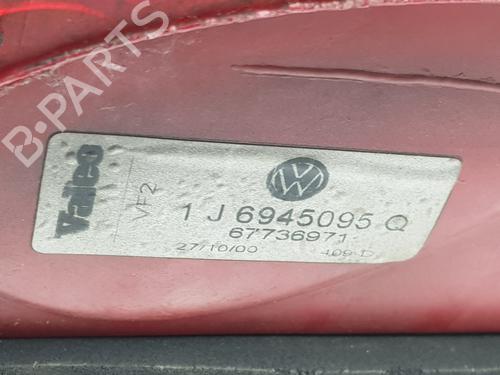 B-PARTS
Valeo
VF2
1 J 6945095 Q
67736971
27/10/00 409 D